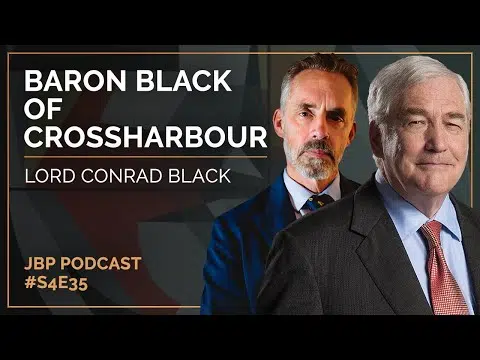 BARON BLACK
OF
CROSSHARBOUR
LORD CONRAD BLACK
JBP PODCAST
#S4E35